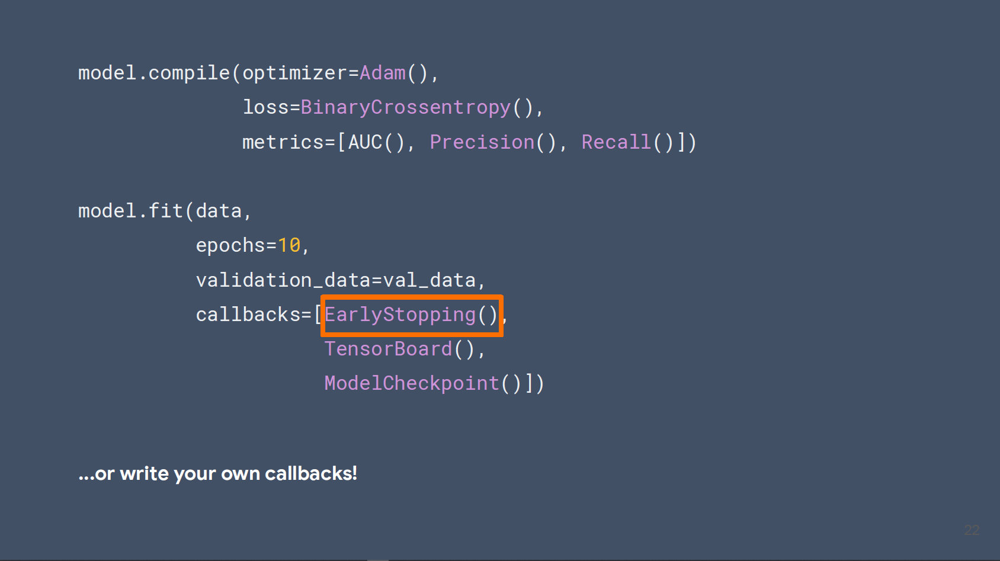 model.compile(optimizer=Adam(),
loss=BinaryCrossentropy(),
metrics=[AUC(), Precision(), Recall()])
model.fit(data,
epochs=10,
validation_data=val_data,
callbacks=[EarlyStopping(),
TensorBoard(),
ModelCheckpoint()])
...or write your own callbacks!
22